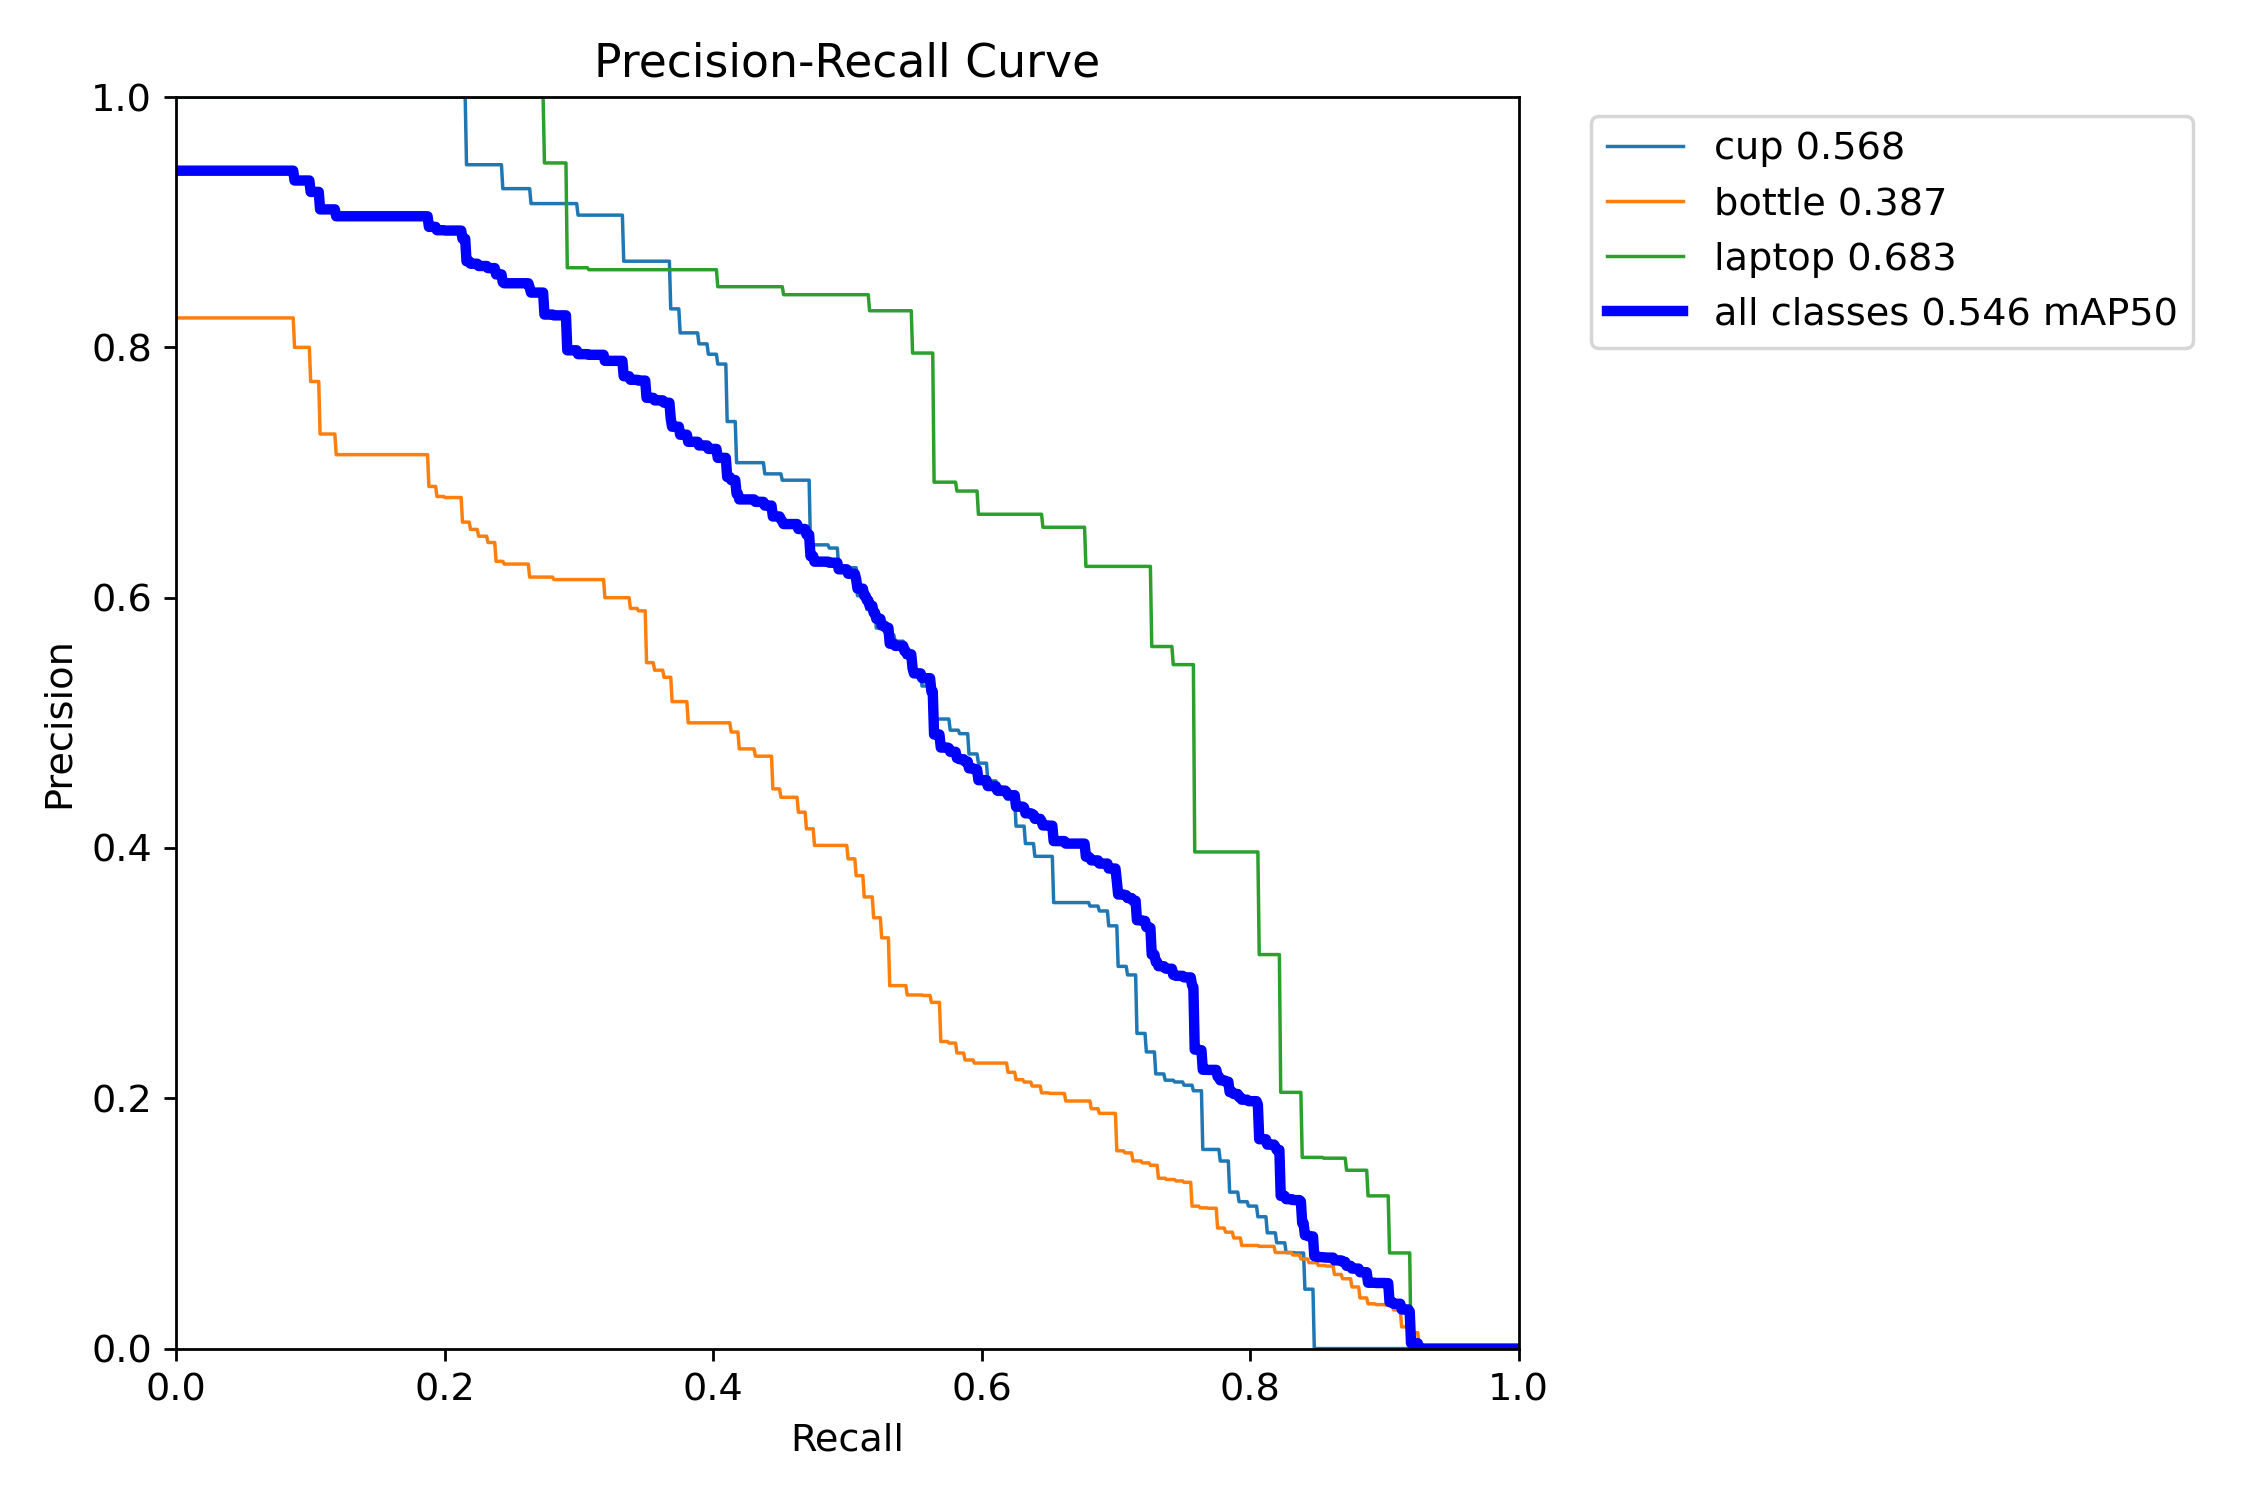 Precision-Recall Curve
1.0
0.8
0.6
0.4
0.2
0.0
Precision
0.0 0.2 0.4 0.6 0.8 1.0
Recall
cup 0.568
bottle 0.387
laptop 0.683
all classes 0.546 mAP50